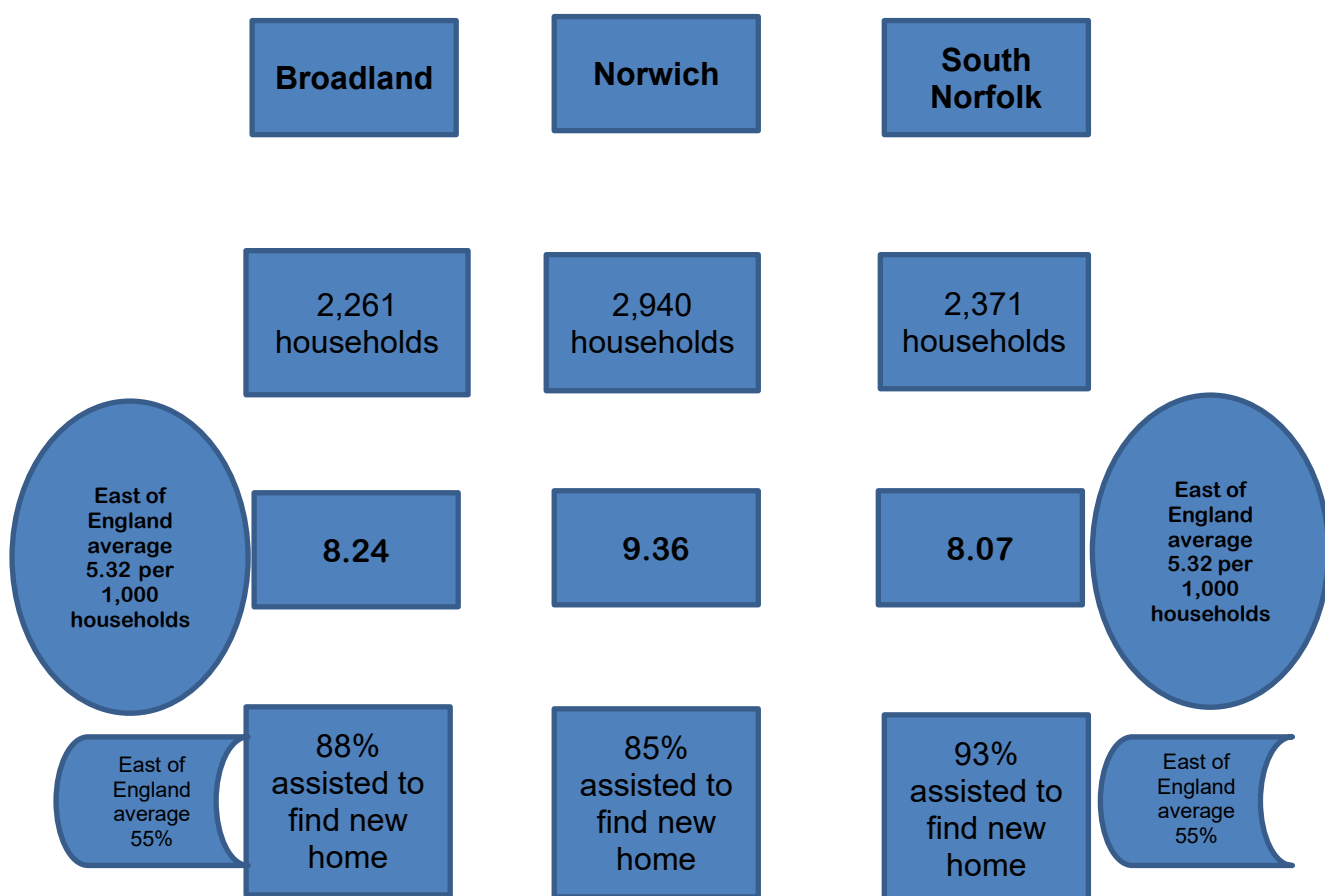 Broadland
Norwich
South
Norfolk
2,261
households
2,940
households
2,371
households
East of
England
average
5.32 per
1,000
households
8.24
9.36
8.07
East of
England
average
5.32 per
1,000
households
East of
England
average
55%
88%
assisted to
find new
home
85%
assisted to
find new
home
93%
assisted to
find new
home
East of
England
average
55%